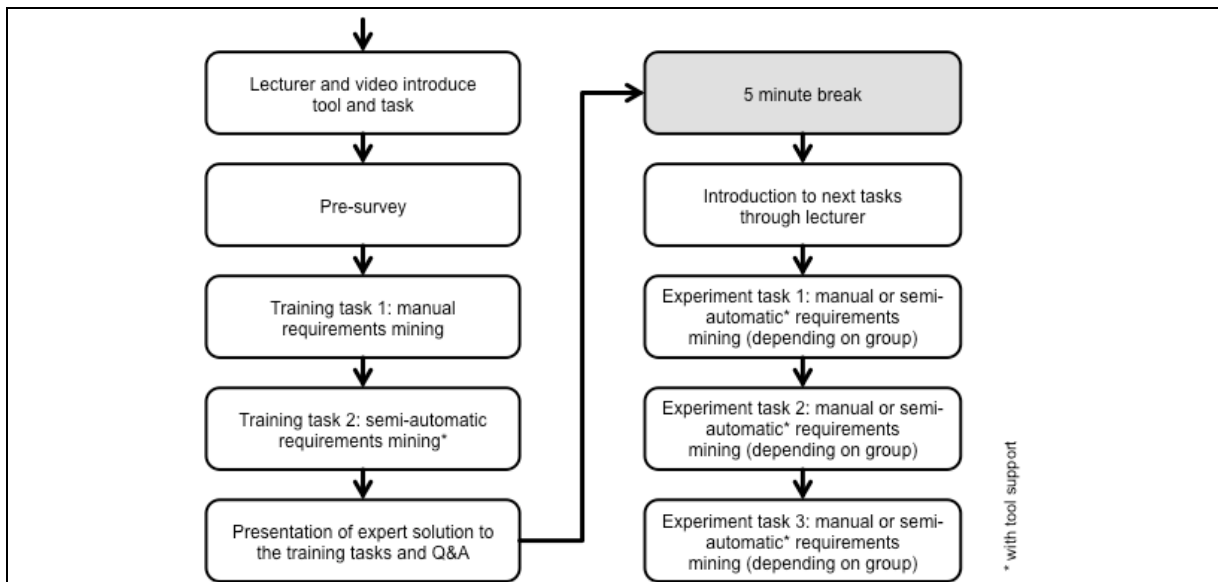 Lecturer and video introduce
tool and task
Pre-survey
Training task 1: manual
requirements mining
Training task 2: semi-automatic
requirements mining*
Presentation of expert solution to
the training tasks and Q&A
5 minute break
Introduction to next tasks
through lecturer
Experiment task 1: manual or semi-
automatic* requirements
mining (depending on group)
Experiment task 2: manual or semi-
automatic* requirements
mining (depending on group)
Experiment task 3: manual or semi-
automatic* requirements
mining (depending on group)
* with tool support